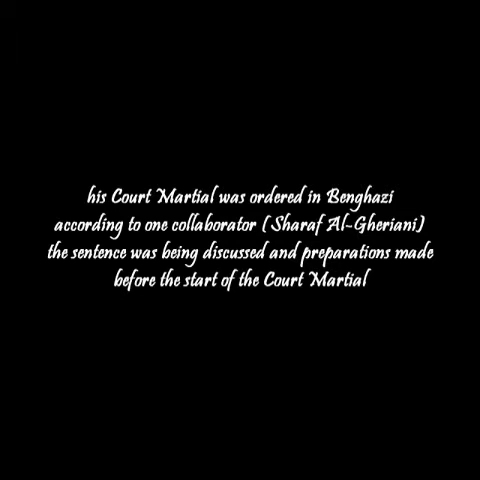 his Court Martial was ordered in Benghazi
according to one collaborator (Sharaf Al-Gheriani)
the sentence was being discussed and preparations made
before the start of the Court Martial